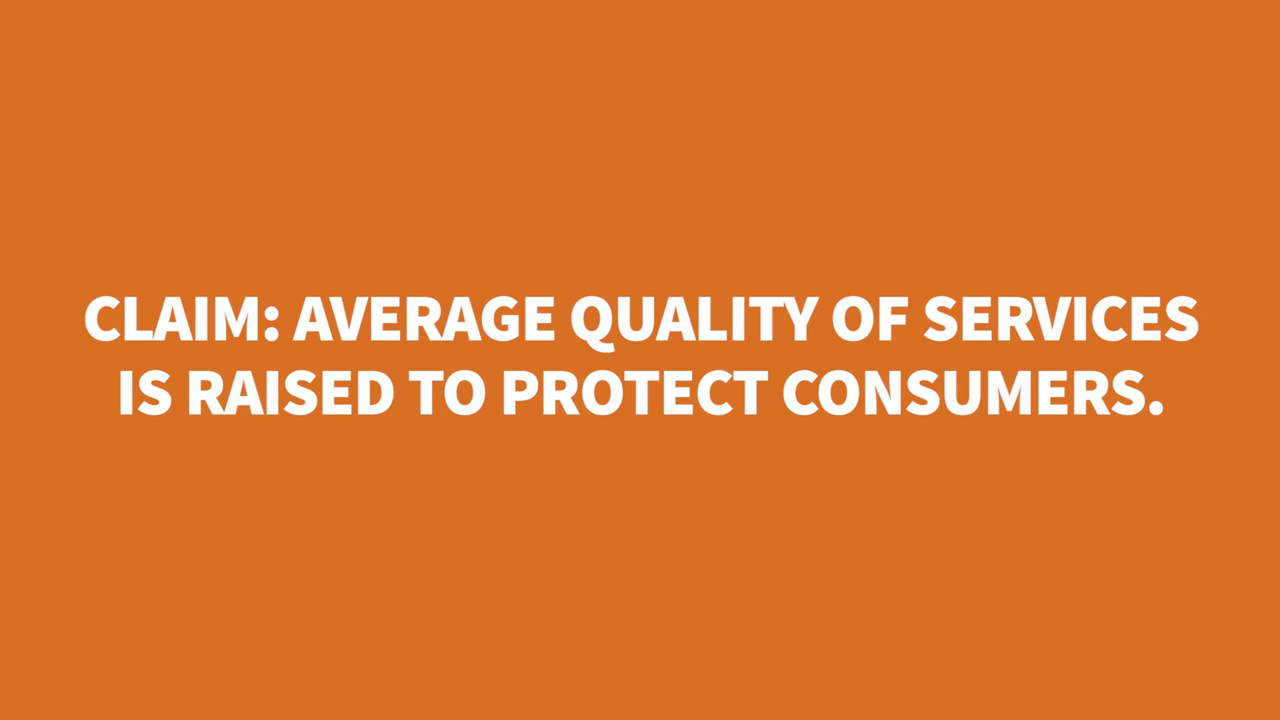 CLAIM: AVERAGE QUALITY OF SERVICES
IS RAISED TO PROTECT CONSUMERS.